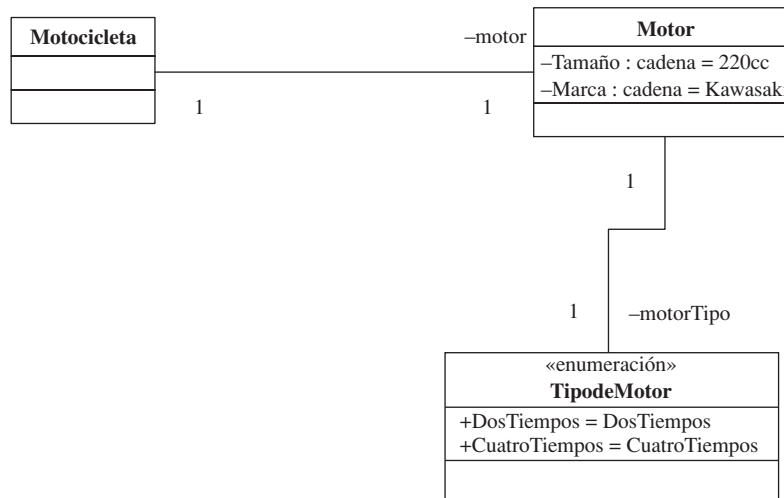 Motocicleta
–motor
1
1
Motor
–Tamaño : cadena = 220cc
–Marca : cadena = Kawasaki
1
1
–motorTipo
«enumeración»
TipodeMotor
+DosTiempos = DosTiempos
+CuatroTiempos = CuatroTiempos